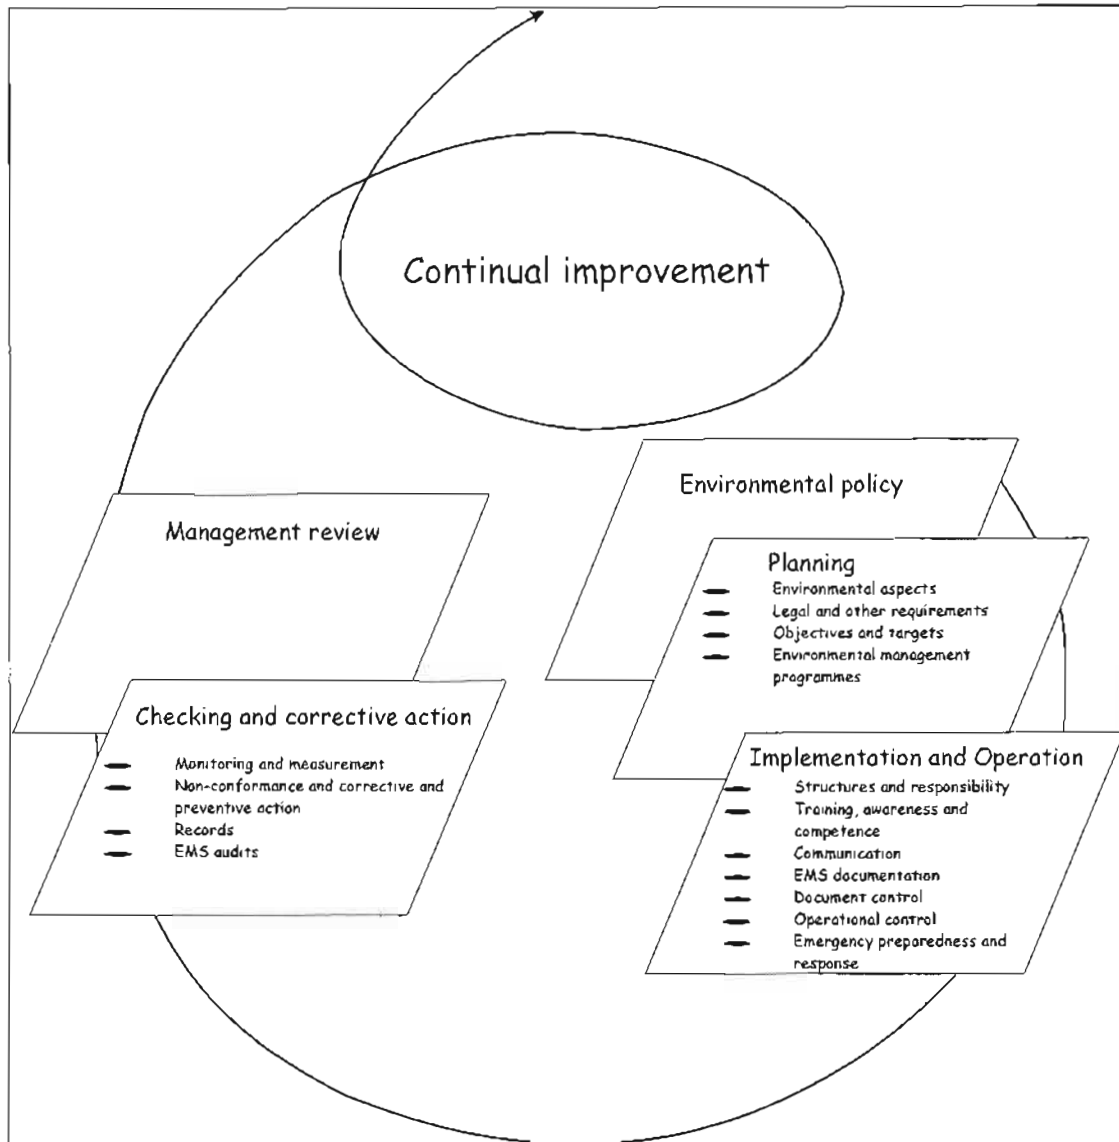 Continual improvement
Environmental policy
Planning
Environmental aspects
Legal and other requirements
Objectives and targets
Environmental management
programmes
Implementation and Operation
Structures and responsibility
Training, awareness and
competence
Communication
EMS documentation
Document control
Operational control
Emergency preparedness and
response
Management review
Checking and corrective action
Monitoring and measurement
Non-conformance and corrective and
preventive action
Records
EMS audits